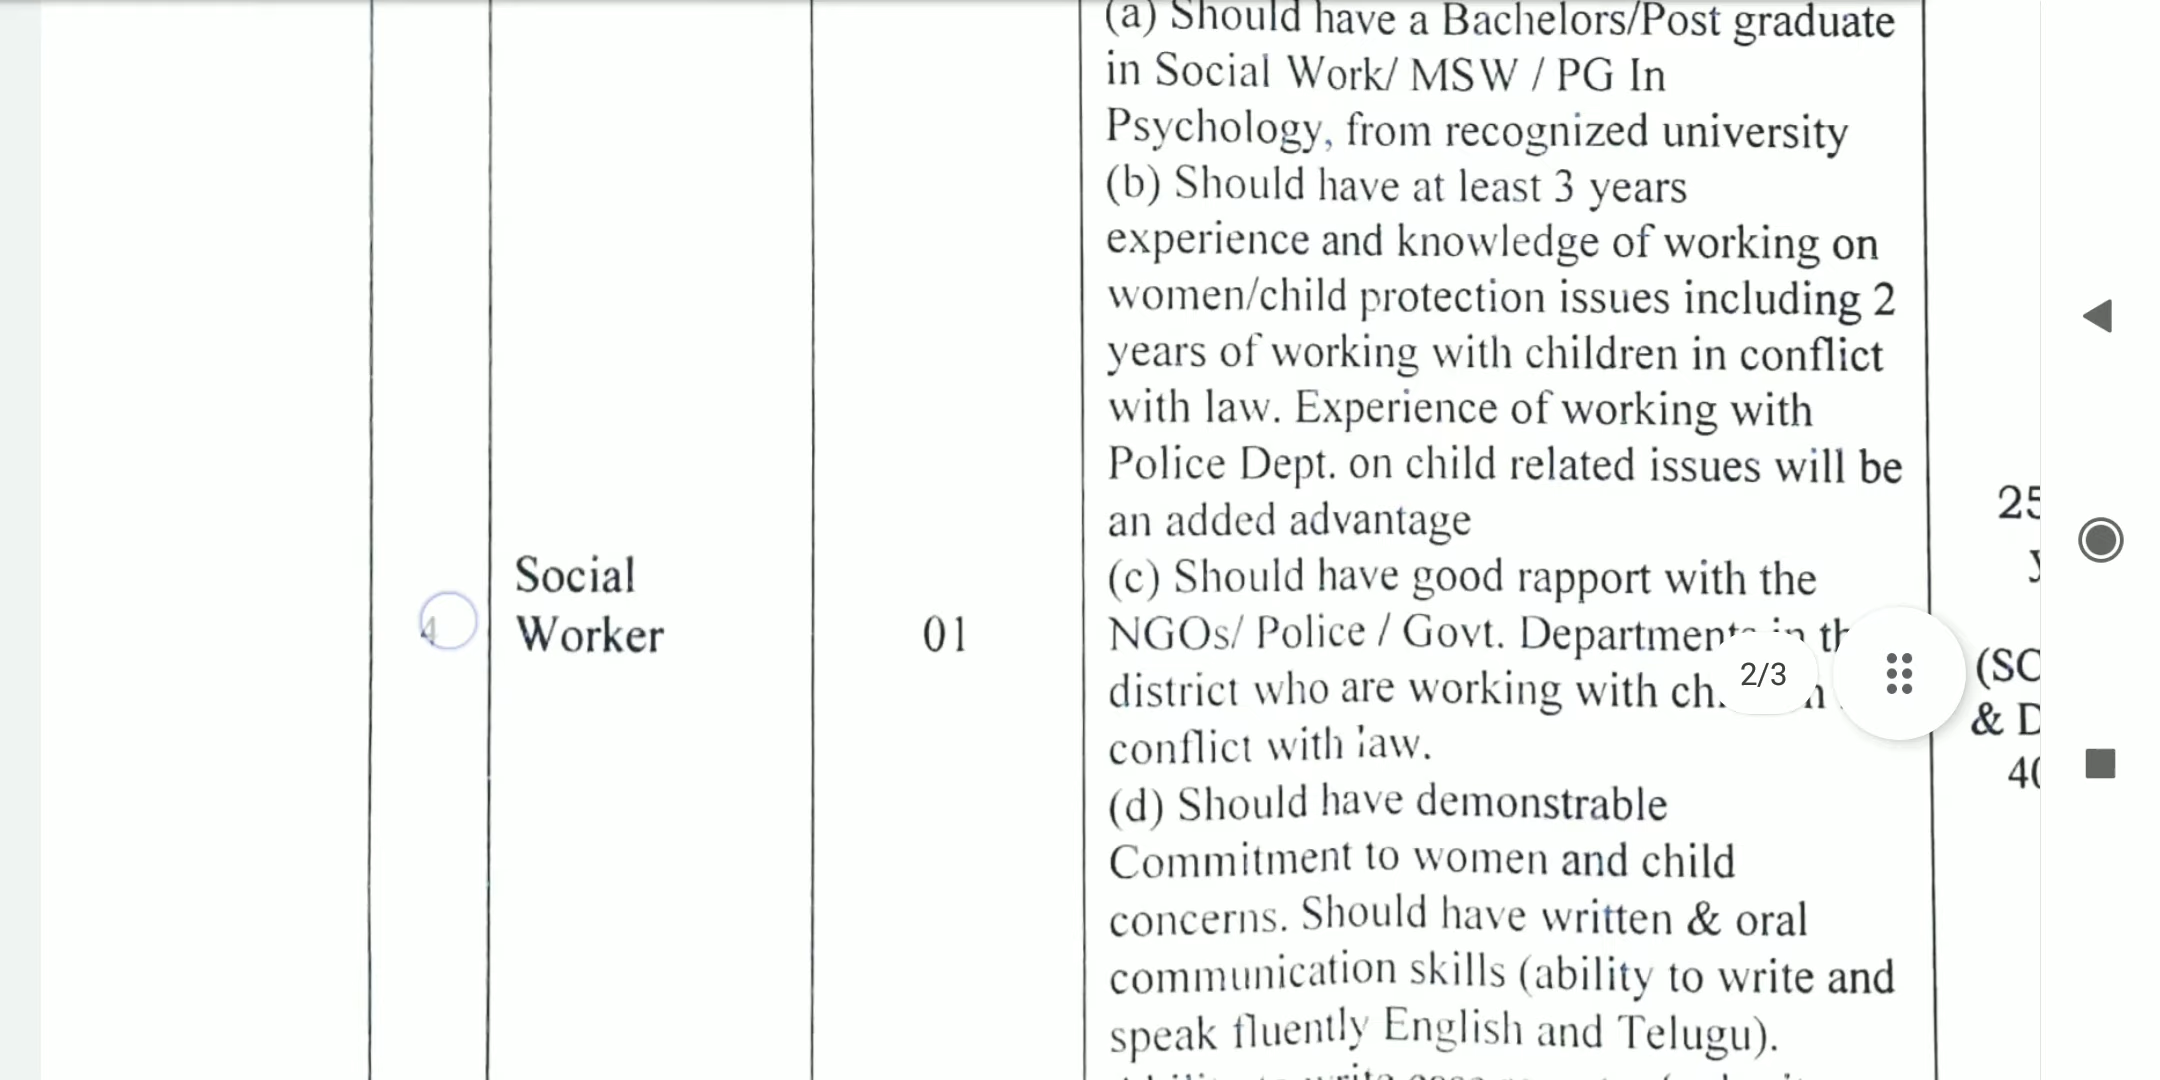 (a) Should have a Bachelors/Post graduate
in Social Work/ MSW / PG In
Psychology, from recognized university
(b) Should have at least 3 years
experience and knowledge of working on
women/child protection issues including 2
years of working with children in conflict
with law. Experience of working with
Police Dept. on child related issues will be
an added advantage
(c) Should have good rapport with the
NGOs/ Police / Govt. in
district who are working with
conflict with law.
(d) Should have demonstrable
Commitment to women and child
concerns. Should have written & oral
communication skills (ability to write and
speak fluently English and Telugu).
4
Social
Worker
01
2/3
(SC
&